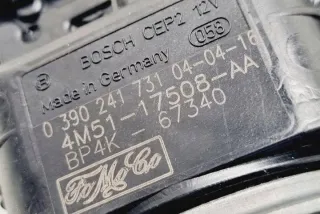 BOSCH CEP2 12V
Made in Germany
058
0 390 241 731 04-04-16
4M51-17508-AA
BP4K - 67340
FoMoCo